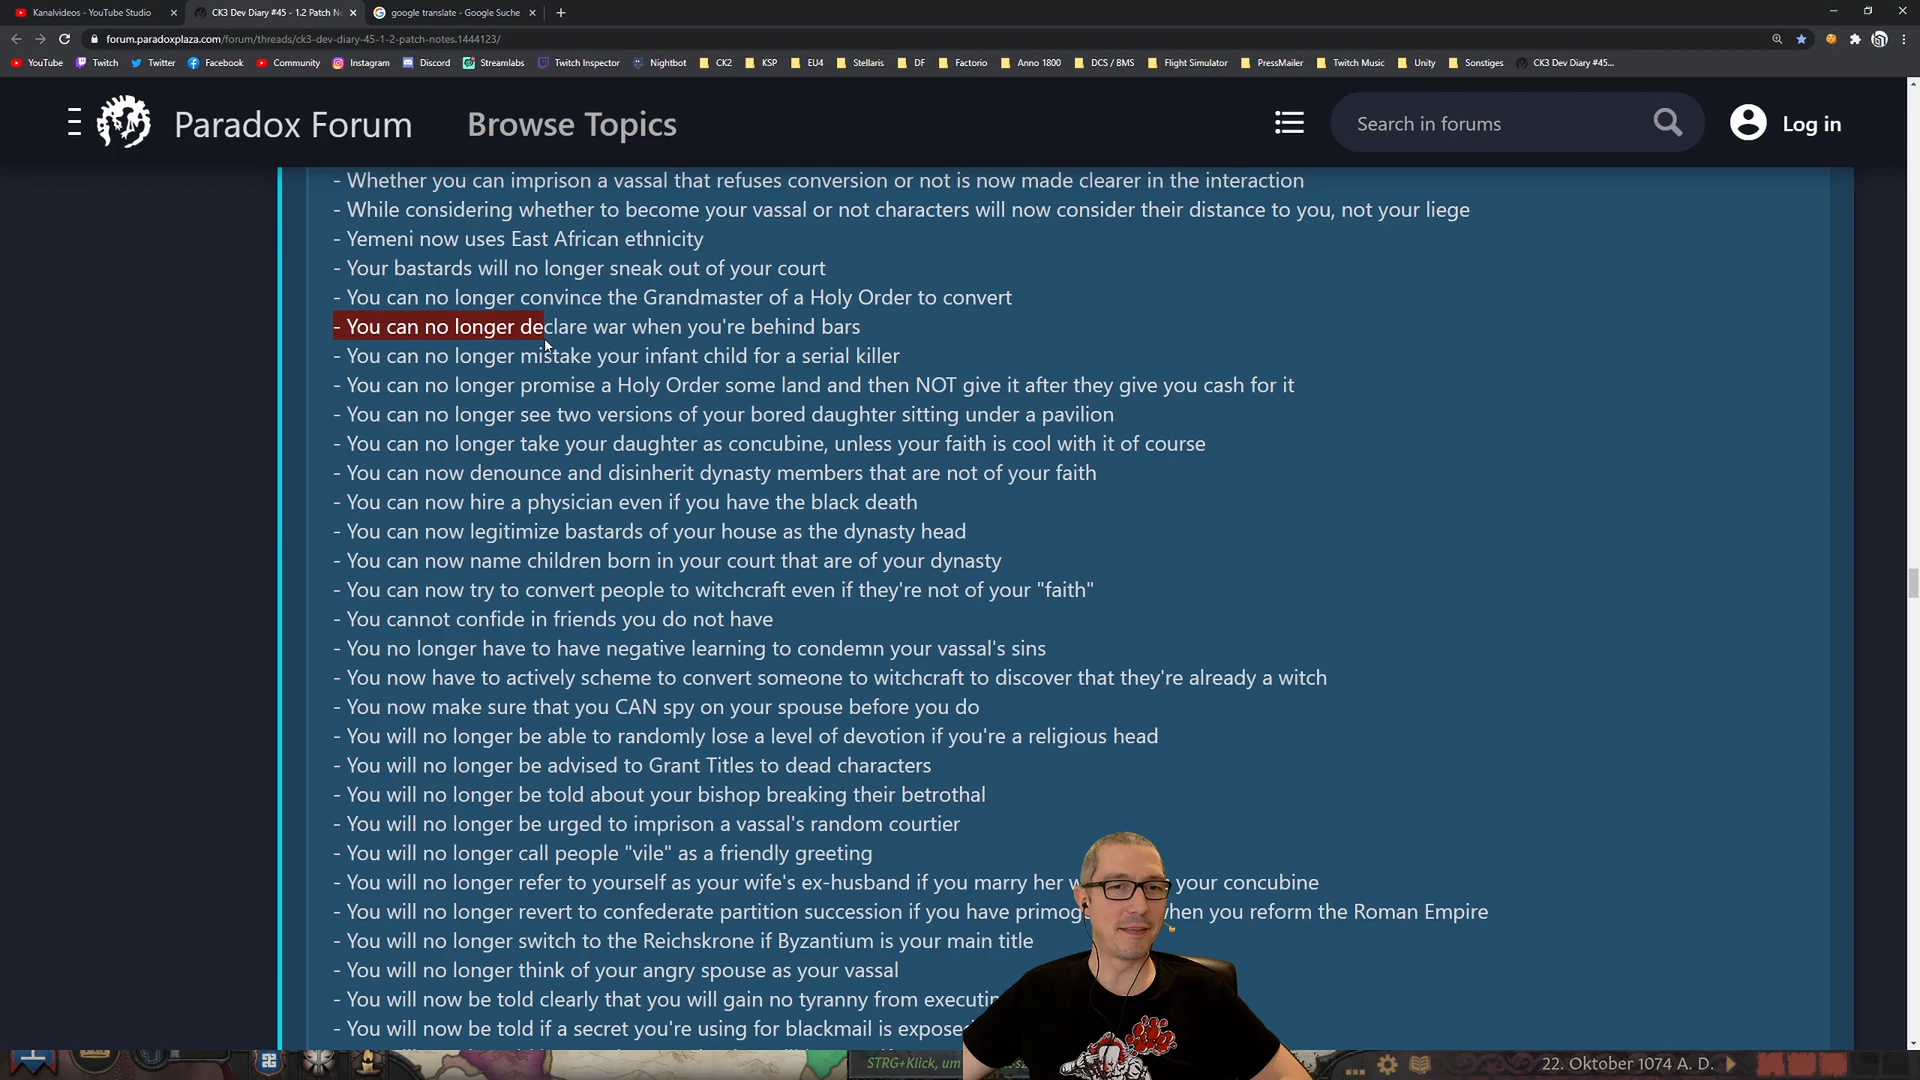 Kanalvideos - YouTube Studio
CK3 Dev Diary #45 - 1.2 Patch N
google translate - Google Suche
forum.paradoxplaza.com/forum/threads/ck3-dev-diary-45-1-2-patch-notes.1444123/
YouTube Twitch Twitter Facebook Community Instagram Discord Streamlabs Twitch Inspector Nightbot CK2 KSP EU4 Stellaris DF Factorio Anno 1800 DCS / BMS Flight Simulator PressMailer Twitch Music Unity Sonstiges CK3 Dev Diary #45...
Paradox Forum Browse Topics Search in forums Log in
- Whether you can imprison a vassal that refuses conversion or not is now made clearer in the interaction
- While considering whether to become your vassal or not characters will now consider their distance to you, not your liege
- Yemeni now uses East African ethnicity
- Your bastards will no longer sneak out of your court
- You can no longer convince the Grandmaster of a Holy Order to convert
- You can no longer declare war when you're behind bars
- You can no longer mistake your infant child for a serial killer
- You can no longer promise a Holy Order some land and then NOT give it after they give you cash for it
- You can no longer see two versions of your bored daughter sitting under a pavilion
- You can no longer take your daughter as concubine, unless your faith is cool with it of course
- You can now denounce and disinherit dynasty members that are not of your faith
- You can now hire a physician even if you have the black death
- You can now legitimize bastards of your house as the dynasty head
- You can now name children born in your court that are of your dynasty
- You can now try to convert people to witchcraft even if they're not of your "faith"
- You cannot confide in friends you do not have
- You no longer have to have negative learning to condemn your vassal's sins
- You now have to actively scheme to convert someone to witchcraft to discover that they're already a witch
- You now make sure that you CAN spy on your spouse before you do
- You will no longer be able to randomly lose a level of devotion if you're a religious head
- You will no longer be advised to Grant Titles to dead characters
- You will no longer be told about your bishop breaking their betrothal
- You will no longer be urged to imprison a vassal's random courtier
- You will no longer call people "vile" as a friendly greeting
- You will no longer refer to yourself as your wife's ex-husband if you marry her w your concubine
- You will no longer revert to confederate partition succession if you have primog when you reform the Roman Empire
- You will no longer switch to the Reichskrone if Byzantium is your main title
- You will no longer think of your angry spouse as your vassal
- You will now be told clearly that you will gain no tyranny from executin
- You will now be told if a secret you're using for blackmail is expose
STRG+Klick, um
22. Oktober 1074 A. D.